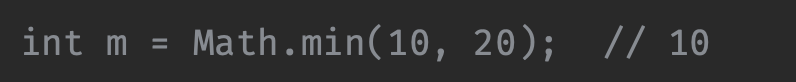 int m = Math.min(10, 20);  // 10